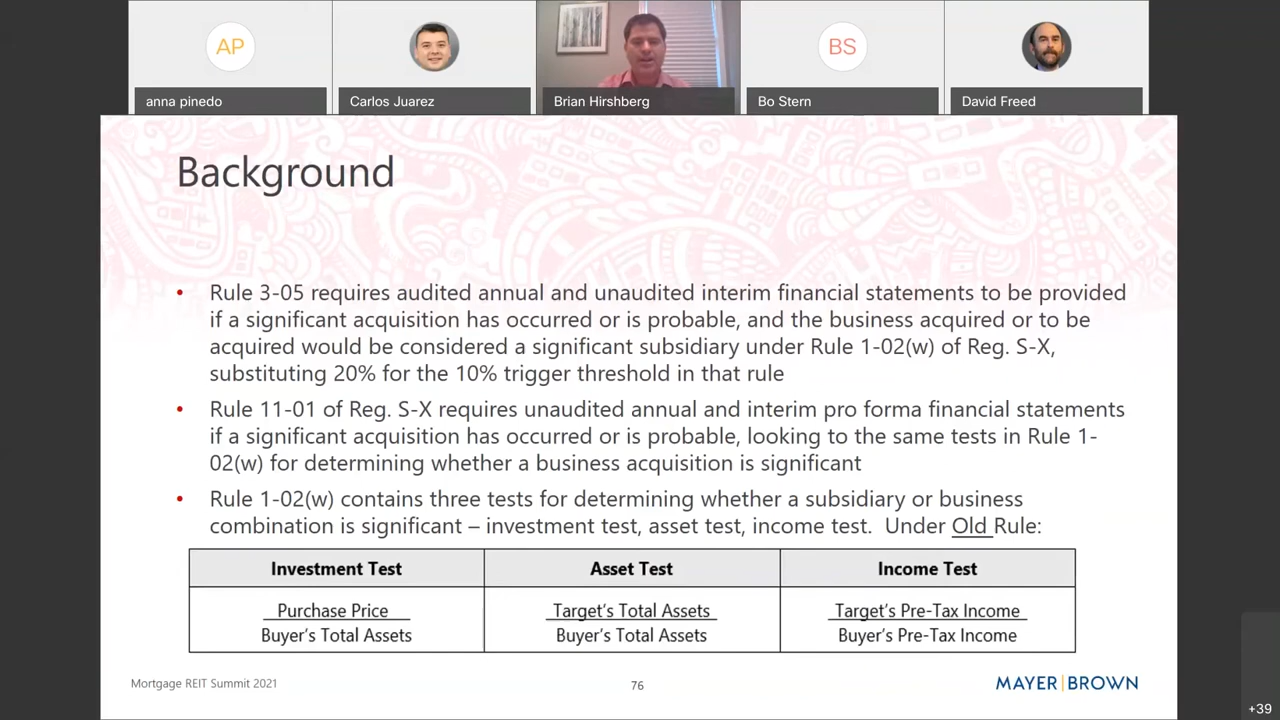 AP
BS
anna pinedo
Carlos Juarez
Brian Hirshberg
Bo Stern
David Freed
Background
• Rule 3-05 requires audited annual and unaudited interim financial statements to be provided
if a significant acquisition has occurred or is probable, and the business acquired or to be
acquired would be considered a significant subsidiary under Rule 1-02(w) of Reg. S-X,
substituting 20% for the 10% trigger threshold in that rule
• Rule 11-01 of Reg. S-X requires unaudited annual and interim pro forma financial statements
if a significant acquisition has occurred or is probable, looking to the same tests in Rule 1-
02(w) for determining whether a business acquisition is significant
• Rule 1-02(w) contains three tests for determining whether a subsidiary or business
combination is significant – investment test, asset test, income test. Under Old Rule:
Investment Test
Asset Test
Income Test
Purchase Price
Buyer's Total Assets
Target's Total Assets
Buyer's Total Assets
Target's Pre-Tax Income
Buyer's Pre-Tax Income
Mortgage REIT Summit 2021
76
MAYER|BROWN
+39